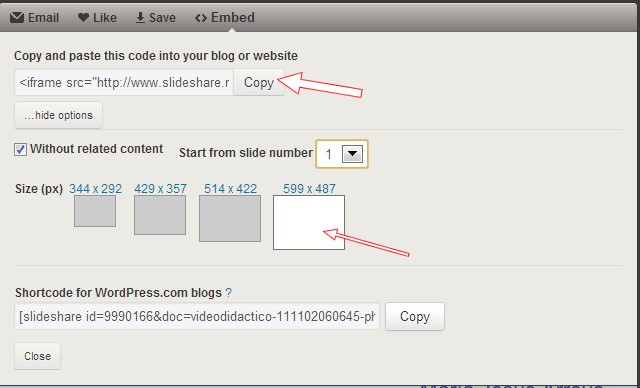 Email Like Save <> Embed
Copy and paste this code into your blog or website
<iframe src="http://www.slideshare.r Copy
...hide options
Without related content Start from slide number 1
Size (px) 344 x 292 429 x 357 514 x 422 599 x 487
Shortcode for WordPress.com blogs ?
[slideshare id=9990166&doc=videodidactico-111102060645-ph Copy
Close